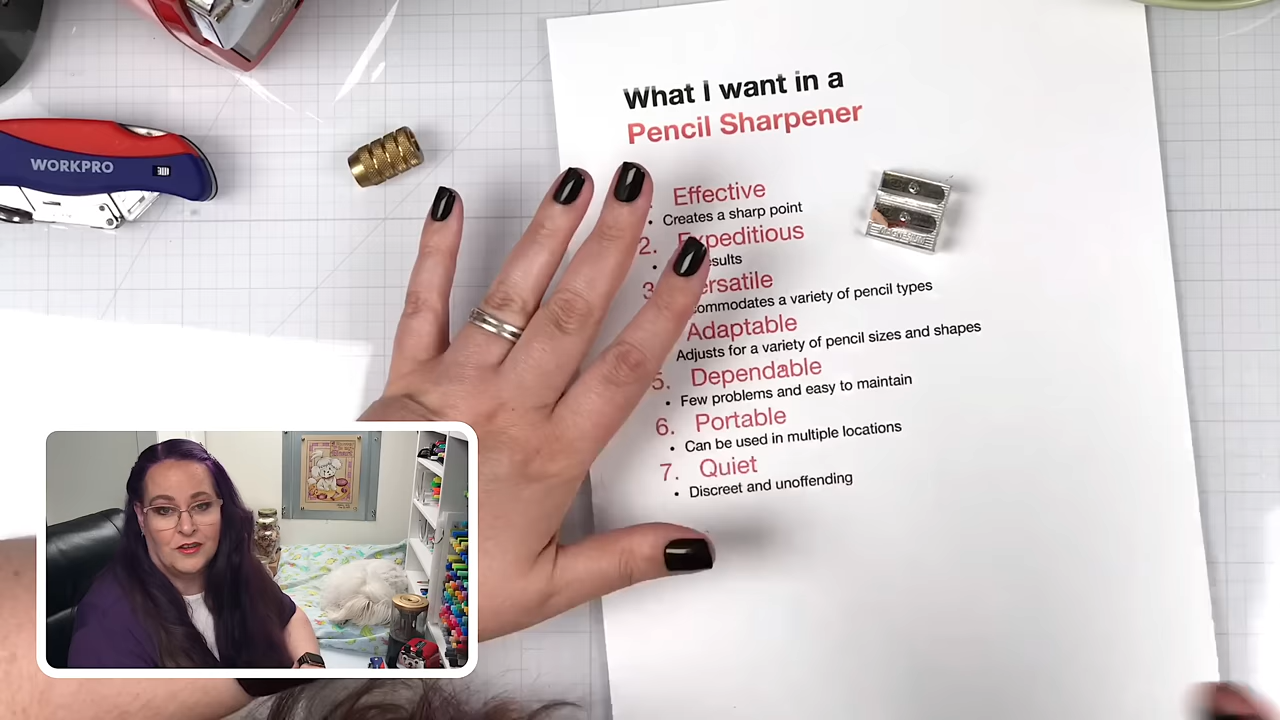 WORKPRO
What I want in a
Pencil Sharpener
Effective
• Creates a sharp point
2. Expeditious
• results
3 ersatile
commodates a variety of pencil types
Adaptable
Adjusts for a variety of pencil sizes and shapes
5. Dependable
• Few problems and easy to maintain
6. Portable
• Can be used in multiple locations
7. Quiet
• Discreet and unoffending